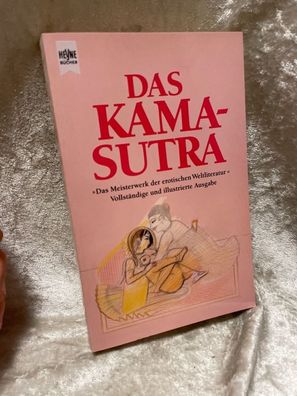 HEYNE
BÜCHER
DAS
KAMA-
SUTRA
»Das Meisterwerk der erotischen Weltliteratur«
Vollständige und illustrierte Ausgabe